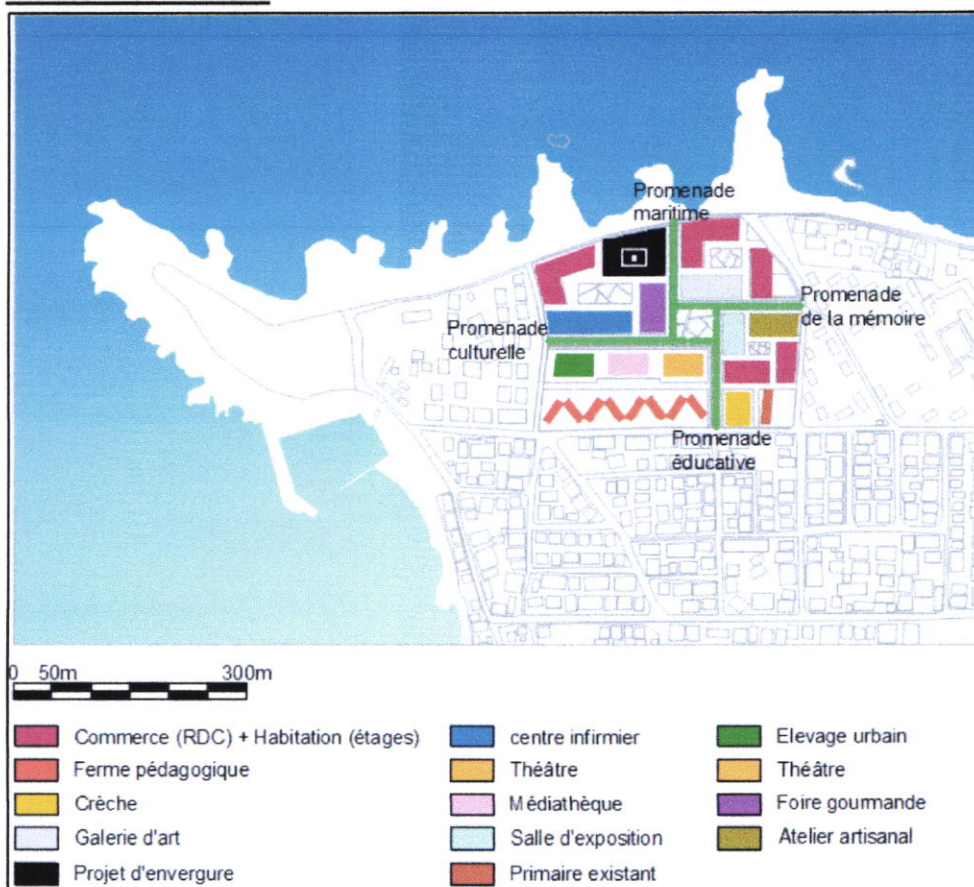 Promenade
maritime
Promenade
de la mémoire
Promenade
culturelle
Promenade
éducative
0 50m 300m
Commerce (RDC) + Habitation (étages)
Ferme pédagogique
Crèche
Galerie d'art
Projet d'envergure
centre infirmier
Théâtre
Médiathèque
Salle d'exposition
Primaire existant
Elevage urbain
Théâtre
Foire gourmande
Atelier artisanal